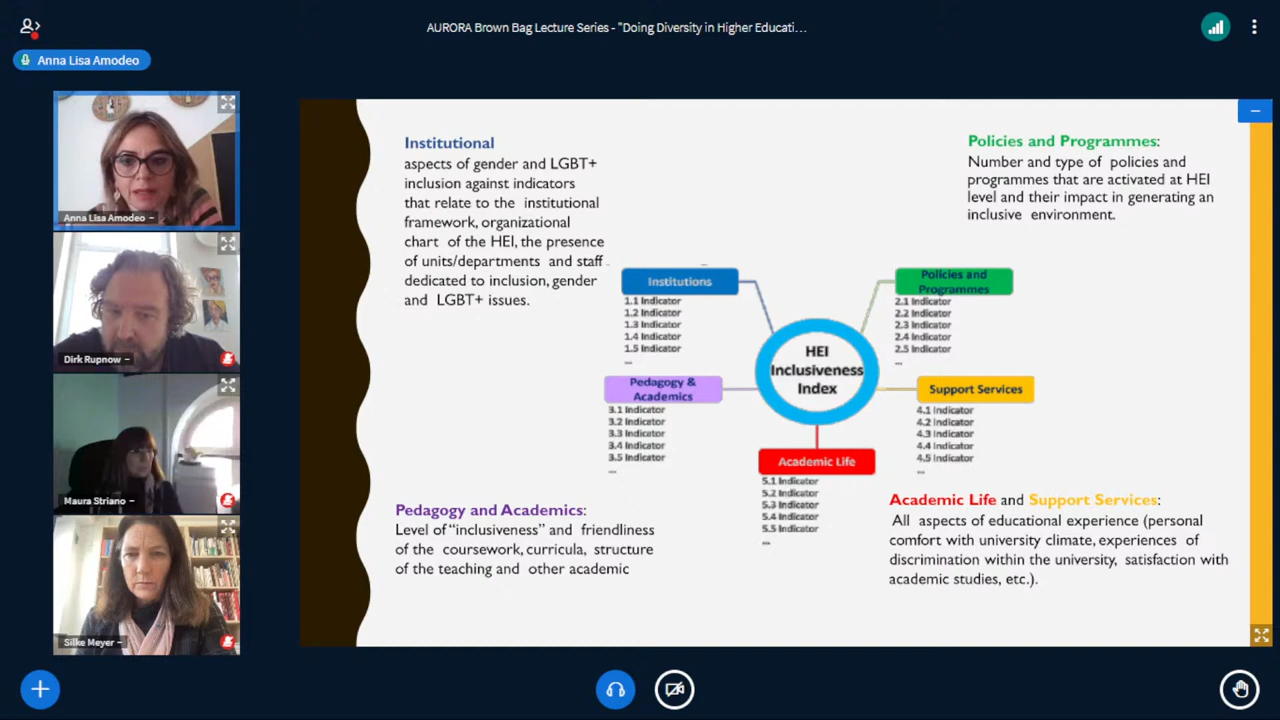 AURORA Brown Bag Lecture Series - "Doing Diversity in Higher Educati...
Anna Lisa Amodeo
Anna Lisa Amodeo
Dirk Rupnow
Maura Striano
Silke Meyer
Institutional
aspects of gender and LGBT+
inclusion against indicators
that relate to the institutional
framework, organizational
chart of the HEI, the presence
of units/departments and staff
dedicated to inclusion, gender
and LGBT+ issues.
Policies and Programmes:
Number and type of policies and
programmes that are activated at HEI
level and their impact in generating an
inclusive environment.
Institutions
1.1 Indicator
1.2 Indicator
1.3 Indicator
1.4 Indicator
1.5 Indicator
...
Policies and
Programmes
2.1 Indicator
2.2 Indicator
2.3 Indicator
2.4 Indicator
2.5 Indicator
...
HEI
Inclusiveness
Index
Pedagogy &
Academics
3.1 Indicator
3.2 Indicator
3.3 Indicator
3.4 Indicator
3.5 Indicator
...
Support Services
4.1 Indicator
4.2 Indicator
4.3 Indicator
4.4 Indicator
4.5 Indicator
...
Academic Life
5.1 Indicator
5.2 Indicator
5.3 Indicator
5.4 Indicator
5.5 Indicator
...
Pedagogy and Academics:
Level of “inclusiveness” and friendliness
of the coursework, curricula, structure
of the teaching and other academic
Academic Life and Support Services:
All aspects of educational experience (personal
comfort with university climate, experiences of
discrimination within the university, satisfaction with
academic studies, etc.).